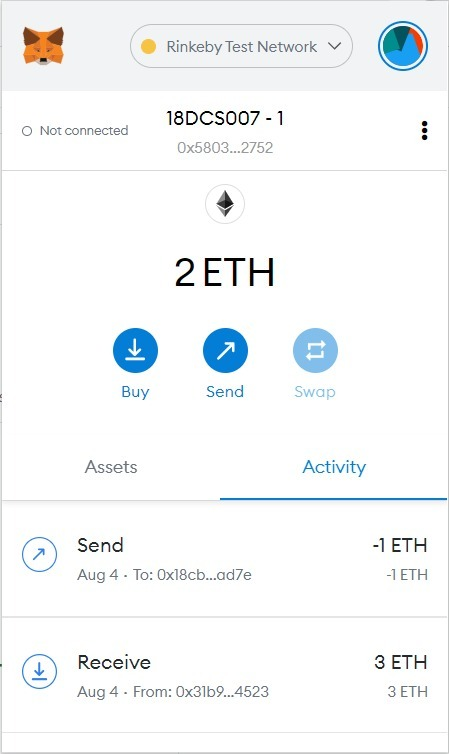 Rinkeby Test Network
Not connected
18DCS007 - 1
0x5803...2752
2 ETH
Buy Send Swap
Assets Activity
Send -1 ETH
Aug 4 · To: 0x18cb...ad7e -1 ETH
Receive 3 ETH
Aug 4 · From: 0x31b9...4523 3 ETH